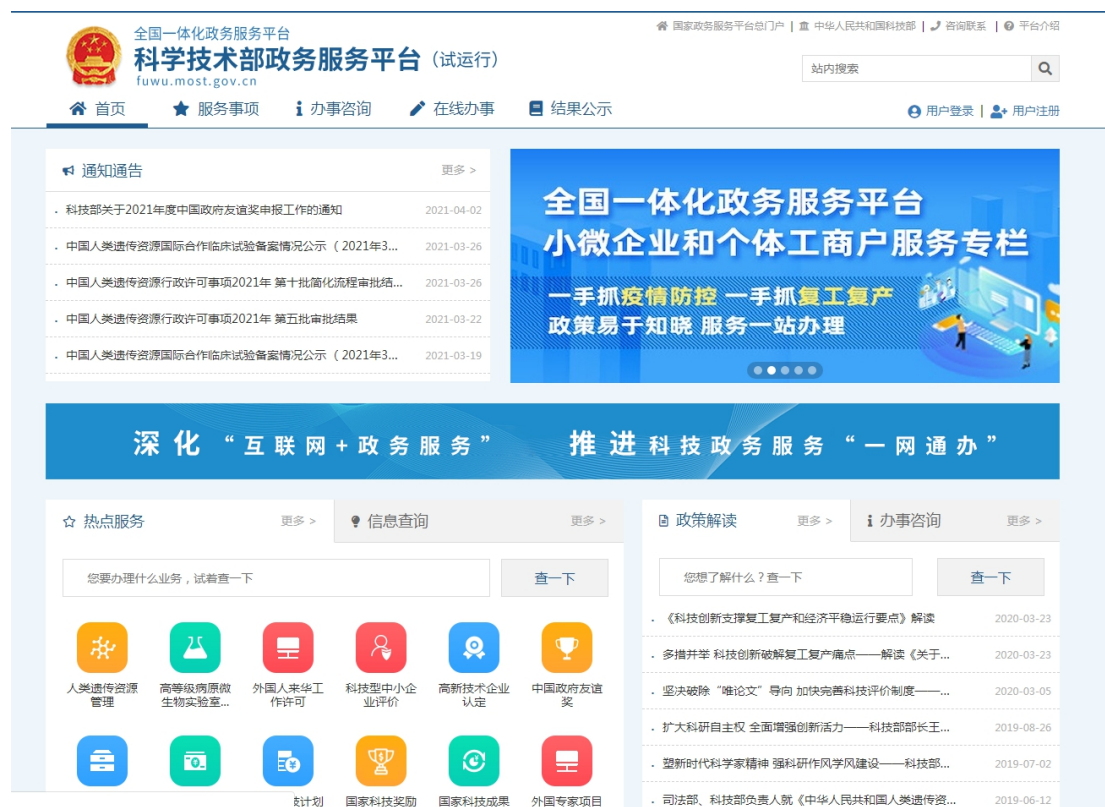 国家政务服务平台总门户 | 中华人民共和国科技部 | 咨询联系 | 平台介绍
全国一体化政务服务平台
科学技术部政务服务平台（试运行）
fuwu.most.gov.cn
站内搜索
首页 服务事项 办事咨询 在线办事 结果公示
用户登录 | 用户注册
通知通告 更多 >
科技部关于2021年度中国政府友谊奖申报工作的通知 2021-04-02
中国人类遗传资源国际合作临床试验备案情况公示（2021年3... 2021-03-26
中国人类遗传资源行政许可事项2021年 第十批简化流程审批结... 2021-03-26
中国人类遗传资源行政许可事项2021年 第五批审批结果 2021-03-22
中国人类遗传资源国际合作临床试验备案情况公示（2021年3... 2021-03-19
全国一体化政务服务平台
小微企业和个体工商户服务专栏
一手抓疫情防控 一手抓复工复产
政策易于知晓 服务一站办理
深化“互联网+政务服务” 推进科技政务服务“一网通办”
热点服务 更多 > 信息查询 更多 >
您要办理什么业务，试着查一下 查一下
人类遗传资源
管理
高等级病原微
生物实验室...
外国人来华工
作许可
科技型中小企
业评价
高新技术企业
认定
中国政府友谊
奖
技计划 国家科技奖励 国家科技成果 外国专家项目
政策解读 更多 > 办事咨询 更多 >
您想了解什么？查一下 查一下
《科技创新支撑复工复产和经济平稳运行要点》解读 2020-03-23
多措并举 科技创新破解复工复产痛点——解读《关于... 2020-03-23
坚决破除“唯论文”导向 加快完善科技评价制度——... 2020-03-05
扩大科研自主权 全面增强创新活力——科技部部长王... 2019-08-26
塑新时代科学家精神 强科研作风学风建设——科技部... 2019-07-02
司法部、科技部负责人就《中华人民共和国人类遗传资... 2019-06-12